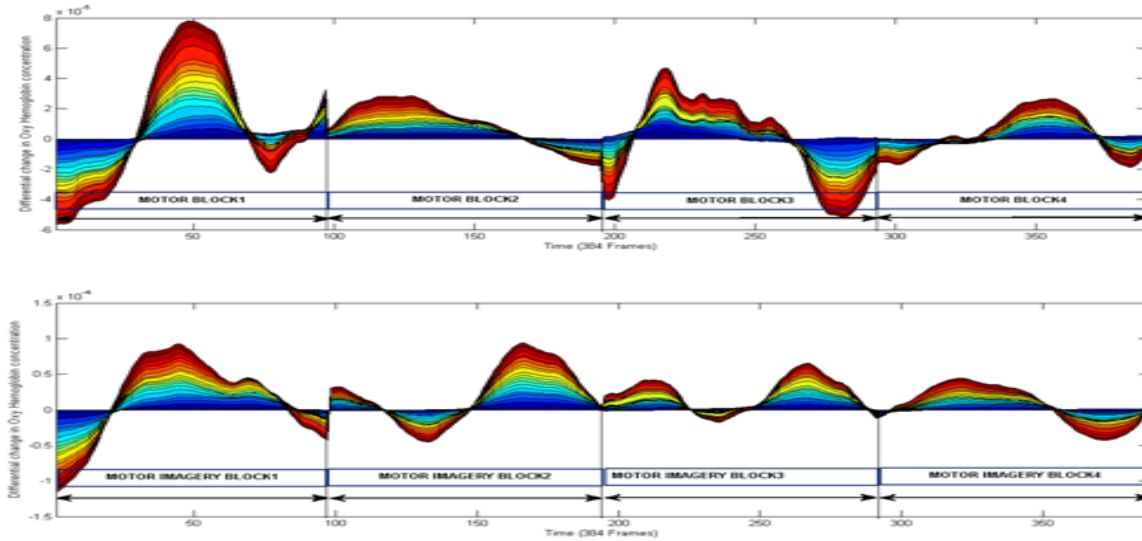 × 10⁻⁵
8
6
4
2
0
-2
-4
-6
Differential change in Oxy Hemoglobin concentration
MOTOR BLOCK1 MOTOR BLOCK2 MOTOR BLOCK3 MOTOR BLOCK4
50 100 150 200 250 300 350
Time (384 Frames)
× 10⁻⁴
1.5
1
0.5
0
-0.5
-1
-1.5
Differential change in Oxy Hemoglobin concentration
MOTOR IMAGERY BLOCK1 MOTOR IMAGERY BLOCK2 MOTOR IMAGERY BLOCK3 MOTOR IMAGERY BLOCK4
50 100 150 200 250 300 350
Time (384 Frames)